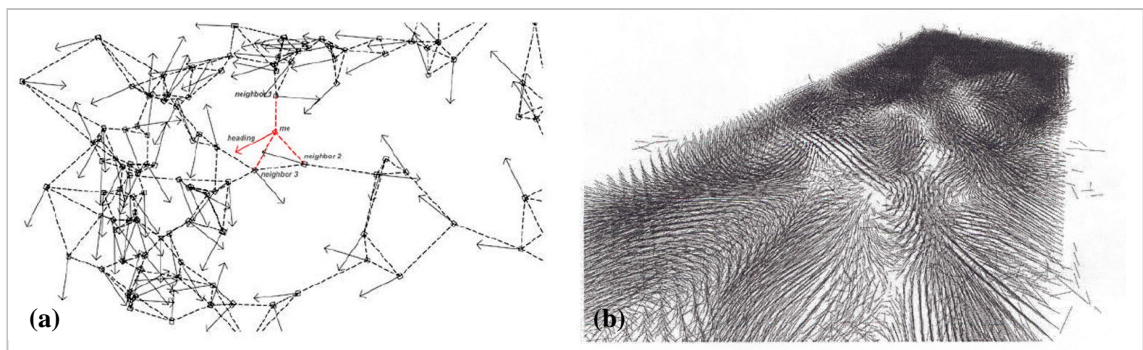 neighbor 1
me
heading
neighbor 2
neighbor 3
(a)
(b)